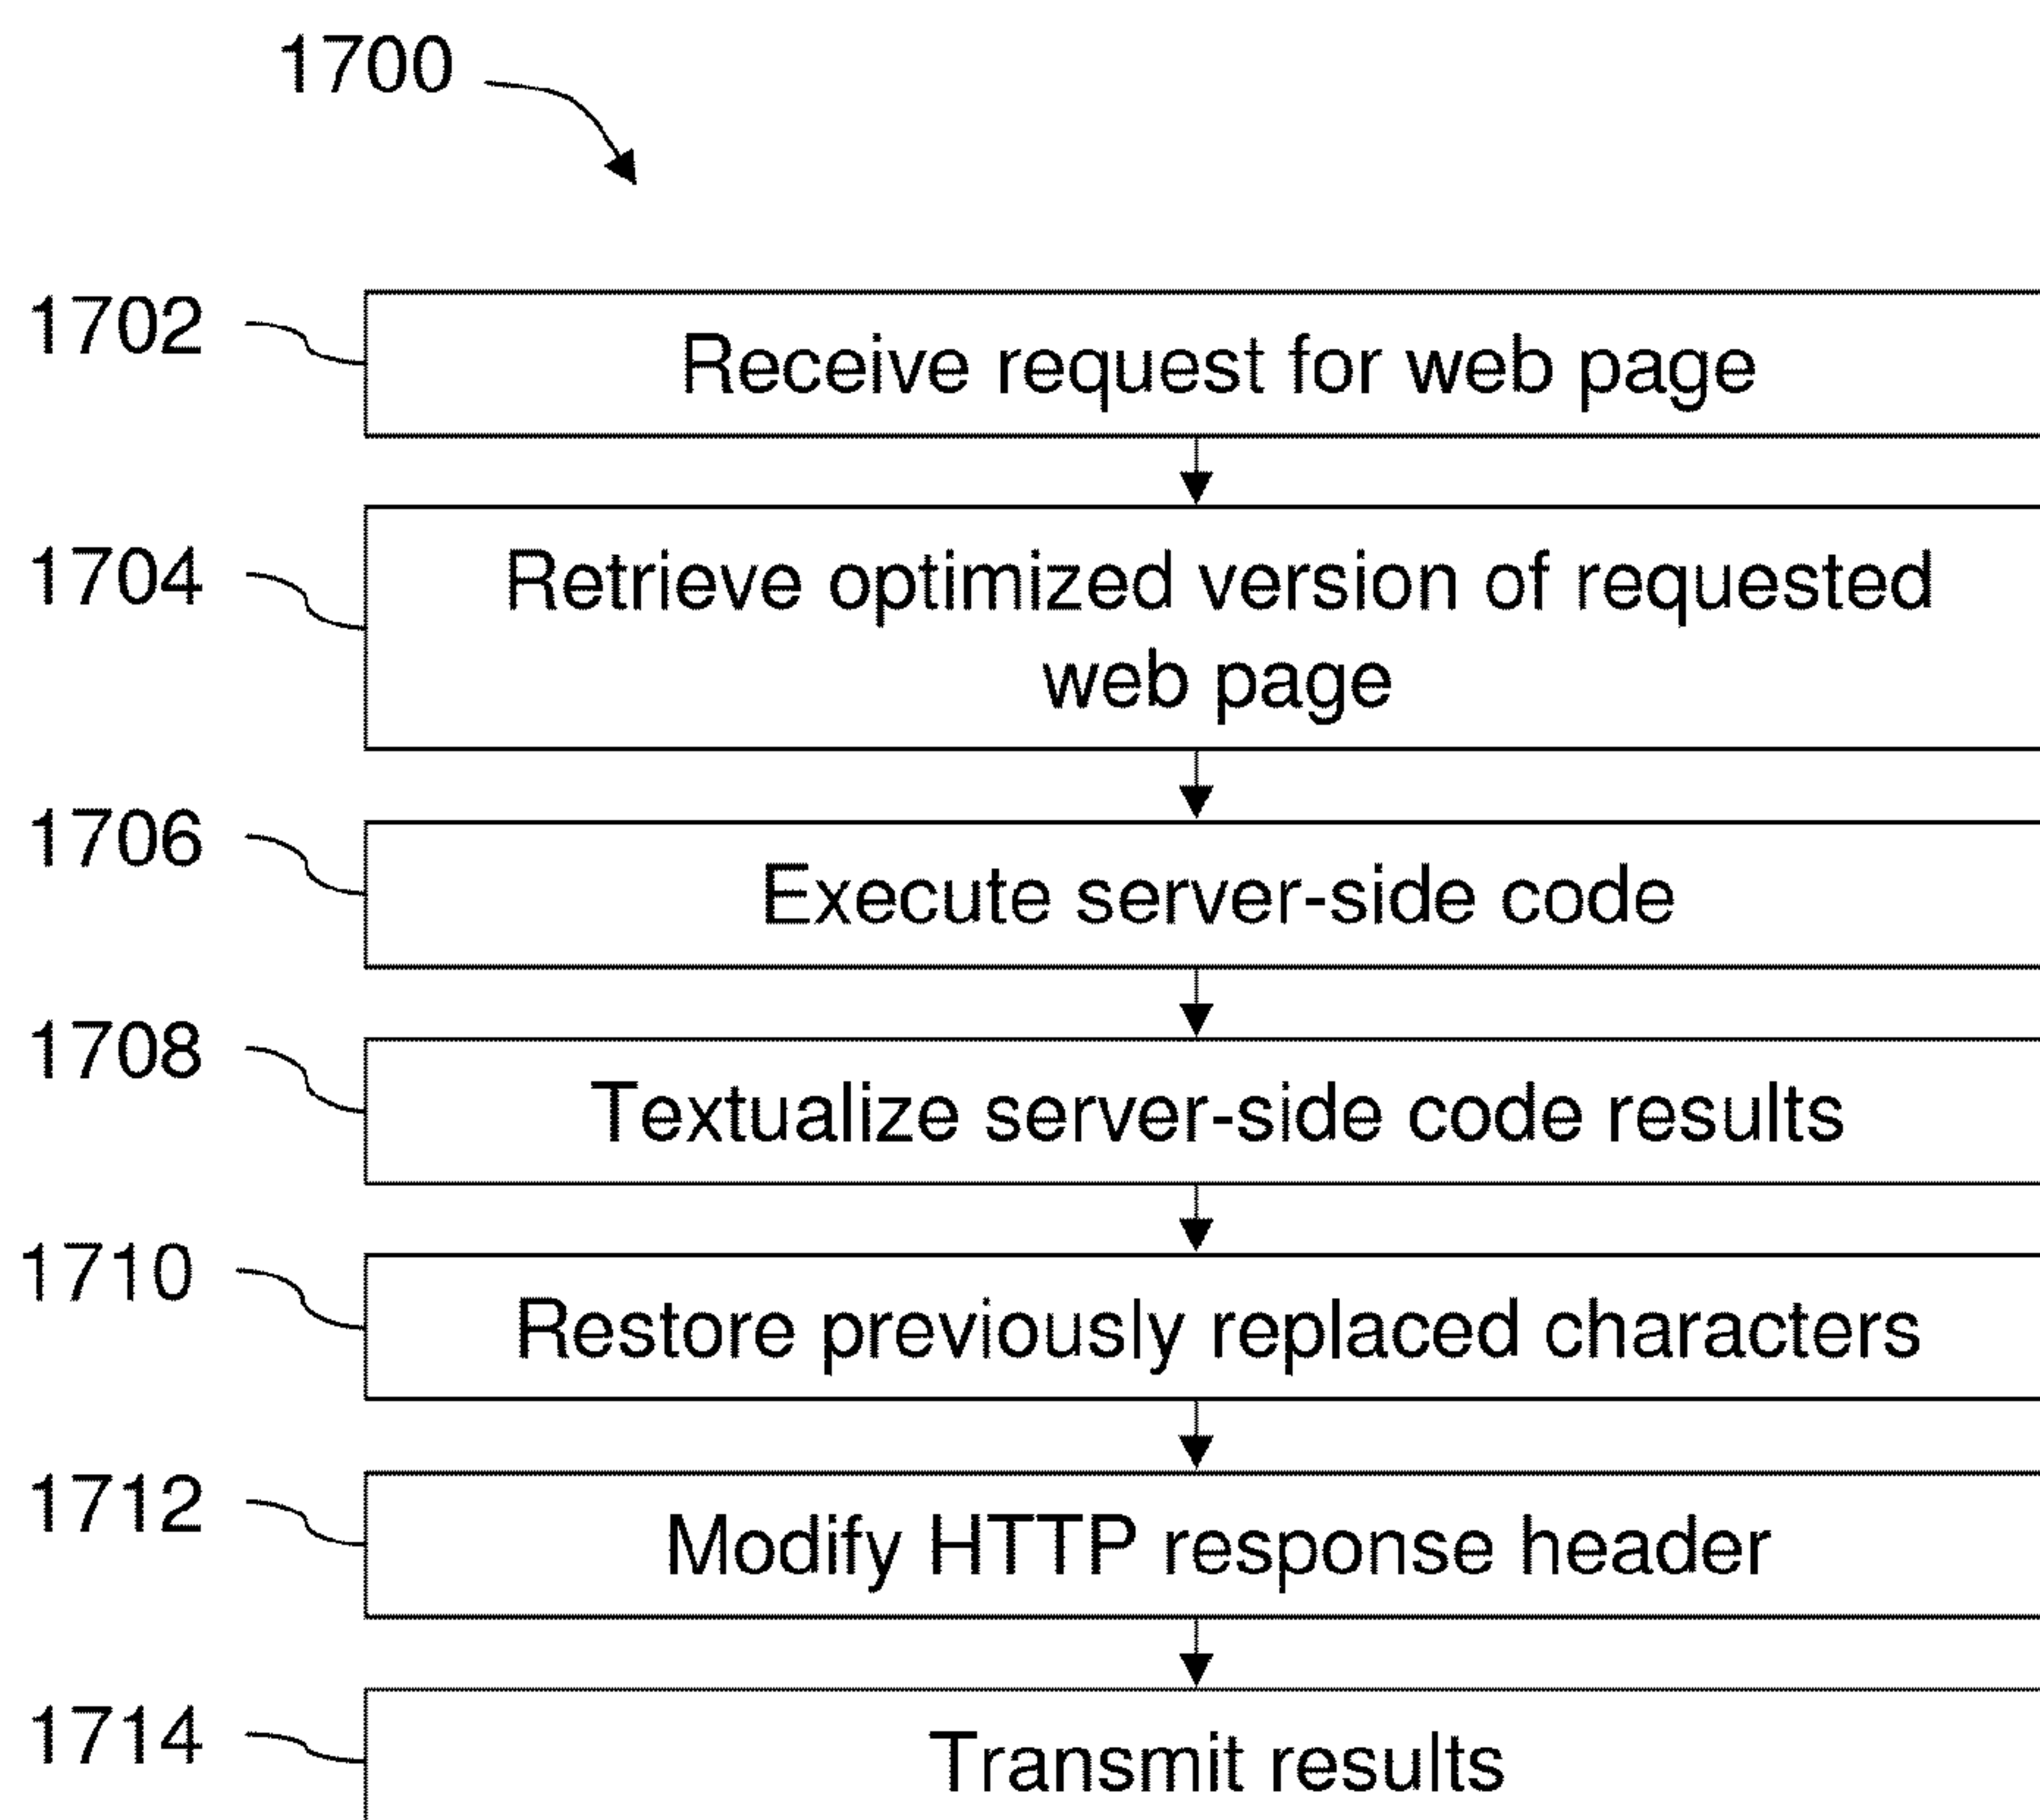 1700
1702
Receive request for web page
1704
Retrieve optimized version of requested
web page
1706
Execute server-side code
1708
Textualize server-side code results
1710
Restore previously replaced characters
1712
Modify HTTP response header
1714
Transmit results